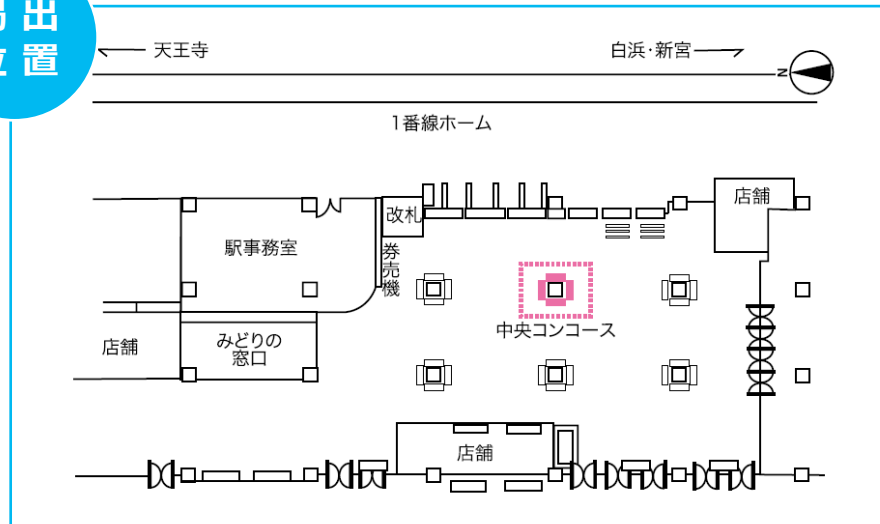 出
位置
天王寺
白浜・新宮
N
1番線ホーム
店舗
改札
駅事務室
券売機
中央コンコース
店舗
みどりの
窓口
店舗